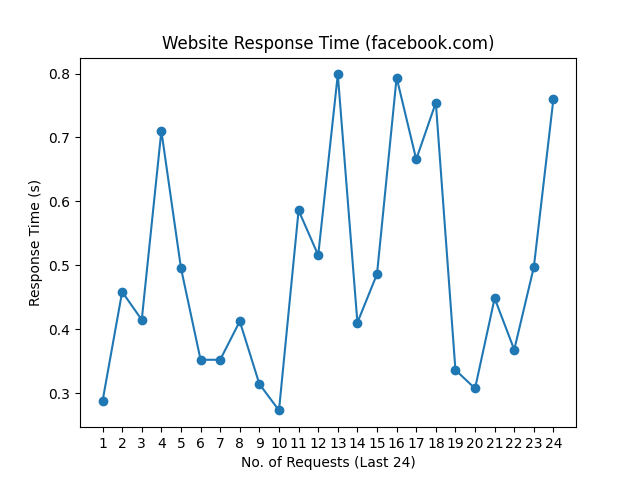 Website Response Time (facebook.com)
Response Time (s)
0.8
0.7
0.6
0.5
0.4
0.3
1 2 3 4 5 6 7 8 9 10 11 12 13 14 15 16 17 18 19 20 21 22 23 24
No. of Requests (Last 24)